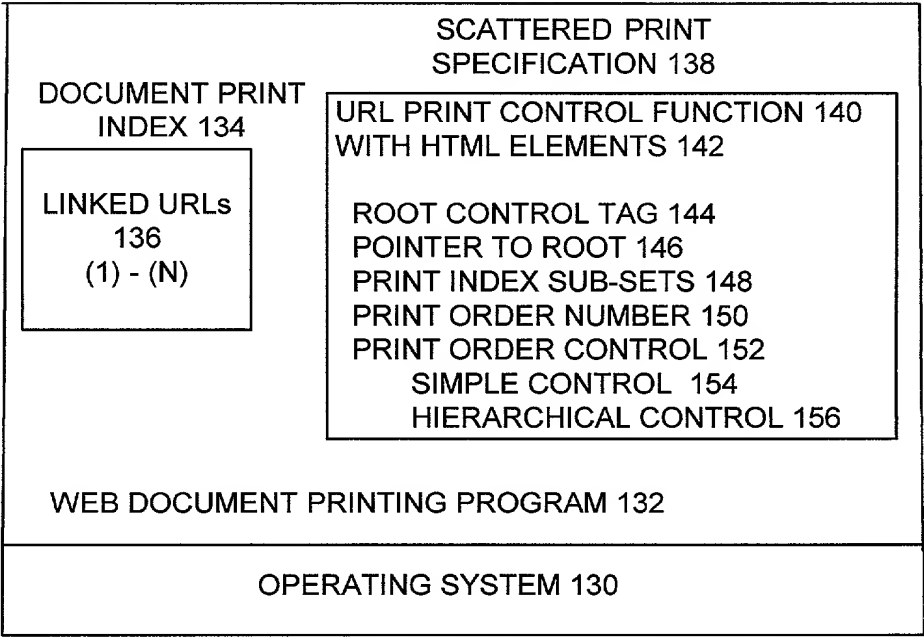 SCATTERED PRINT
SPECIFICATION 138
DOCUMENT PRINT
INDEX 134
LINKED URLs
136
(1) - (N)
URL PRINT CONTROL FUNCTION 140
WITH HTML ELEMENTS 142
ROOT CONTROL TAG 144
POINTER TO ROOT 146
PRINT INDEX SUB-SETS 148
PRINT ORDER NUMBER 150
PRINT ORDER CONTROL 152
SIMPLE CONTROL 154
HIERARCHICAL CONTROL 156
WEB DOCUMENT PRINTING PROGRAM 132
OPERATING SYSTEM 130